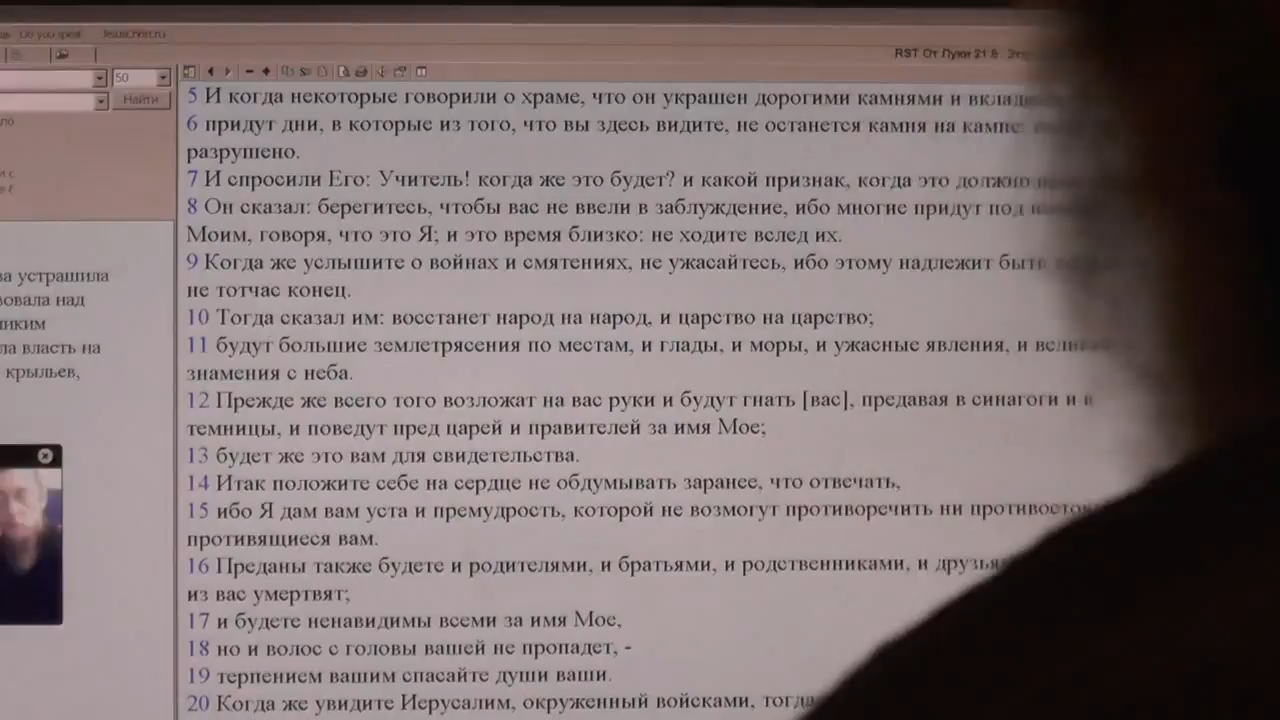 Do you speak Jesuschrist.ru
RST От Луки 21:8
50
Найти
5 И когда некоторые говорили о храме, что он украшен дорогими камнями и
6 придут дни, в которые из того, что вы здесь видите, не останется камня на камне;
разрушено.
7 И спросили Его: Учитель! когда же это будет? и какой признак, когда это должно
8 Он сказал: берегитесь, чтобы вас не ввели в заблуждение, ибо многие придут под
Моим, говоря, что это Я; и это время близко: не ходите вслед их.
9 Когда же услышите о войнах и смятениях, не ужасайтесь, ибо этому надлежит быть
не тотчас конец.
10 Тогда сказал им: восстанет народ на народ, и царство на царство;
11 будут большие землетрясения по местам, и глады, и моры, и ужасные явления, и
знамения с неба.
12 Прежде же всего того возложат на вас руки и будут гнать [вас], предавая в синагоги и в
темницы, и поведут пред царей и правителей за имя Мое;
13 будет же это вам для свидетельства.
14 Итак положите себе на сердце не обдумывать заранее, что отвечать,
15 ибо Я дам вам уста и премудрость, которой не возмогут противоречить ни
противящиеся вам.
16 Преданы также будете и родителями, и братьями, и родственниками, и
из вас умертвят;
17 и будете ненавидимы всеми за имя Мое,
18 но и волос с головы вашей не пропадет, -
19 терпением вашим спасайте души ваши.
20 Когда же увидите Иерусалим, окруженный войсками, тогда
устрашила
над
власть на
крыльев,